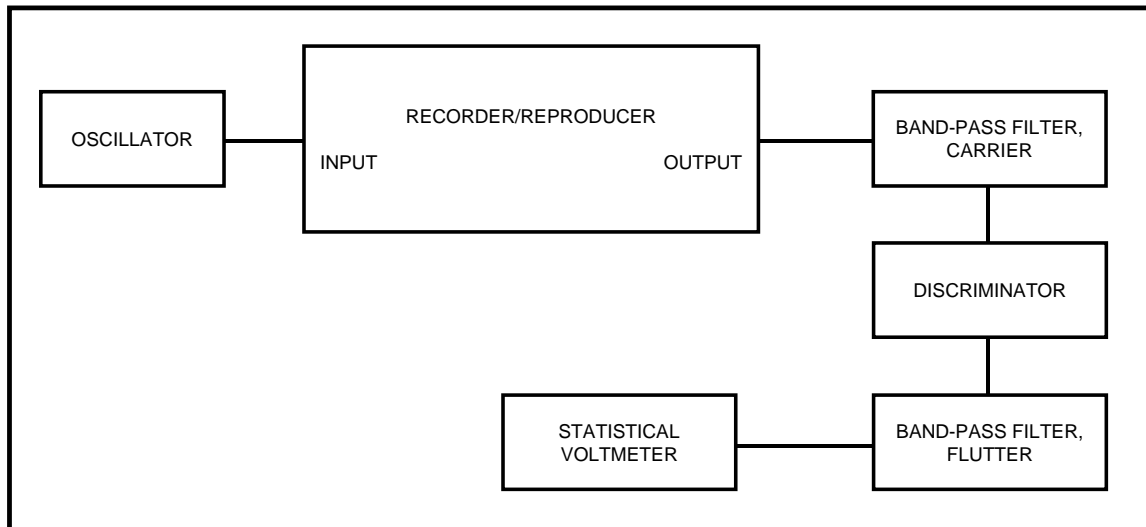 OSCILLATOR
RECORDER/REPRODUCER
INPUT
OUTPUT
BAND-PASS FILTER,
CARRIER
DISCRIMINATOR
STATISTICAL
VOLTMETER
BAND-PASS FILTER,
FLUTTER